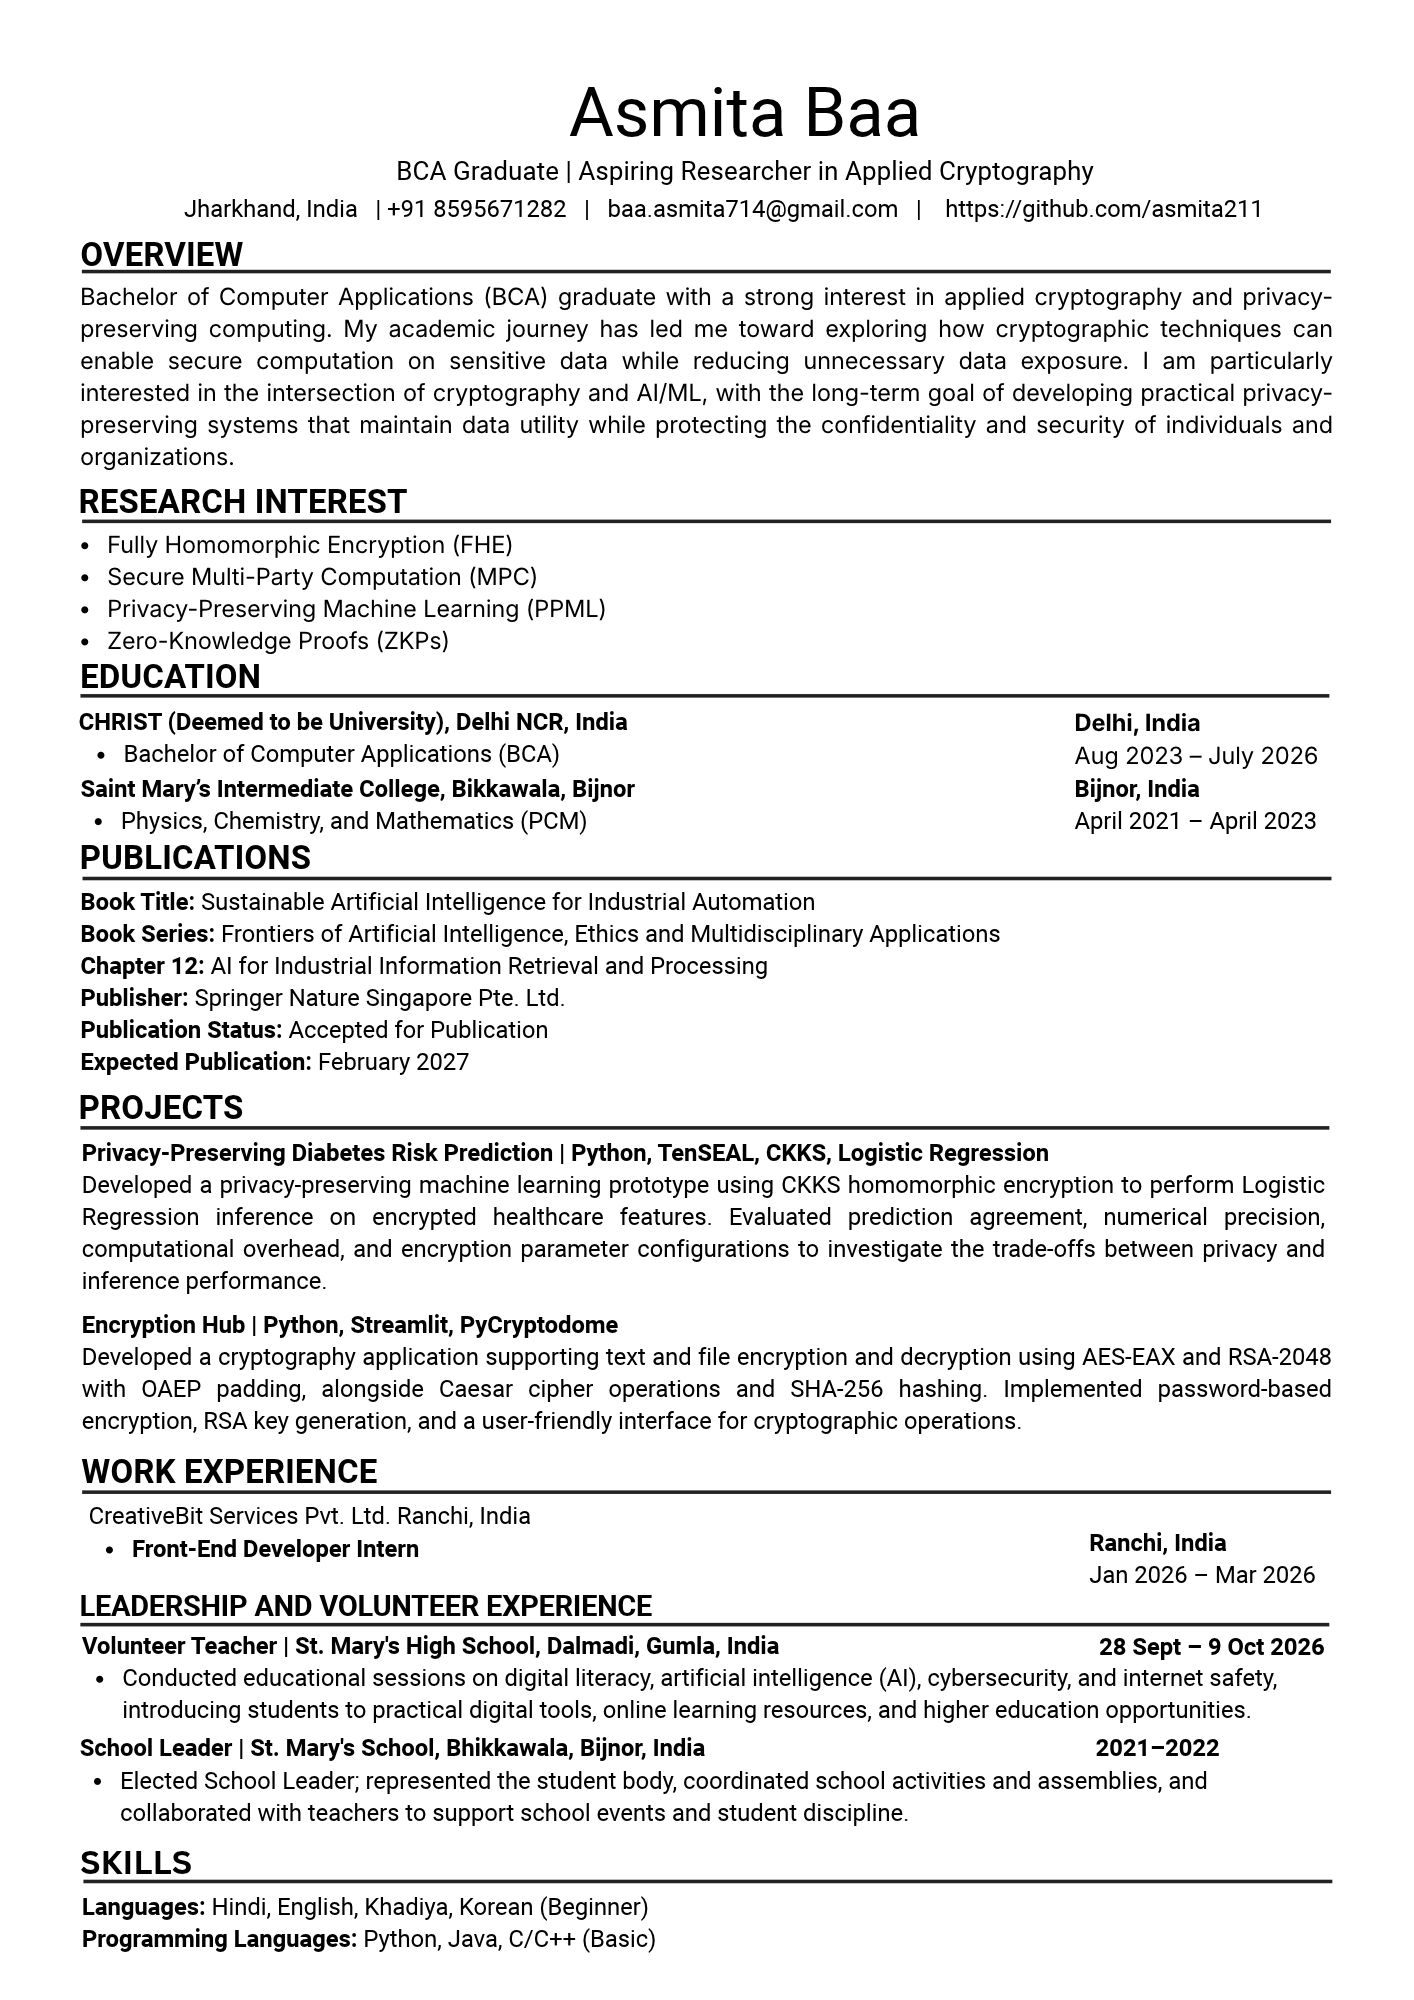 Asmita Baa
BCA Graduate | Aspiring Researcher in Applied Cryptography
Jharkhand, India | +91 8595671282 | baa.asmita714@gmail.com | https://github.com/asmita211
OVERVIEW
Bachelor of Computer Applications (BCA) graduate with a strong interest in applied cryptography and privacy-
preserving computing. My academic journey has led me toward exploring how cryptographic techniques can
enable secure computation on sensitive data while reducing unnecessary data exposure. I am particularly
interested in the intersection of cryptography and AI/ML, with the long-term goal of developing practical privacy-
preserving systems that maintain data utility while protecting the confidentiality and security of individuals and
organizations.
RESEARCH INTEREST
• Fully Homomorphic Encryption (FHE)
• Secure Multi-Party Computation (MPC)
• Privacy-Preserving Machine Learning (PPML)
• Zero-Knowledge Proofs (ZKPs)
EDUCATION
CHRIST (Deemed to be University), Delhi NCR, India Delhi, India
• Bachelor of Computer Applications (BCA) Aug 2023 – July 2026
Saint Mary’s Intermediate College, Bikkawala, Bijnor Bijnor, India
• Physics, Chemistry, and Mathematics (PCM) April 2021 – April 2023
PUBLICATIONS
Book Title: Sustainable Artificial Intelligence for Industrial Automation
Book Series: Frontiers of Artificial Intelligence, Ethics and Multidisciplinary Applications
Chapter 12: AI for Industrial Information Retrieval and Processing
Publisher: Springer Nature Singapore Pte. Ltd.
Publication Status: Accepted for Publication
Expected Publication: February 2027
PROJECTS
Privacy-Preserving Diabetes Risk Prediction | Python, TenSEAL, CKKS, Logistic Regression
Developed a privacy-preserving machine learning prototype using CKKS homomorphic encryption to perform Logistic
Regression inference on encrypted healthcare features. Evaluated prediction agreement, numerical precision,
computational overhead, and encryption parameter configurations to investigate the trade-offs between privacy and
inference performance.
Encryption Hub | Python, Streamlit, PyCryptodome
Developed a cryptography application supporting text and file encryption and decryption using AES-EAX and RSA-2048
with OAEP padding, alongside Caesar cipher operations and SHA-256 hashing. Implemented password-based
encryption, RSA key generation, and a user-friendly interface for cryptographic operations.
WORK EXPERIENCE
CreativeBit Services Pvt. Ltd. Ranchi, India
• Front-End Developer Intern
Ranchi, India
Jan 2026 – Mar 2026
LEADERSHIP AND VOLUNTEER EXPERIENCE
Volunteer Teacher | St. Mary's High School, Dalmadi, Gumla, India 28 Sept – 9 Oct 2026
• Conducted educational sessions on digital literacy, artificial intelligence (AI), cybersecurity, and internet safety,
introducing students to practical digital tools, online learning resources, and higher education opportunities.
School Leader | St. Mary's School, Bhikkawala, Bijnor, India 2021–2022
• Elected School Leader; represented the student body, coordinated school activities and assemblies, and
collaborated with teachers to support school events and student discipline.
SKILLS
Languages: Hindi, English, Khadiya, Korean (Beginner)
Programming Languages: Python, Java, C/C++ (Basic)